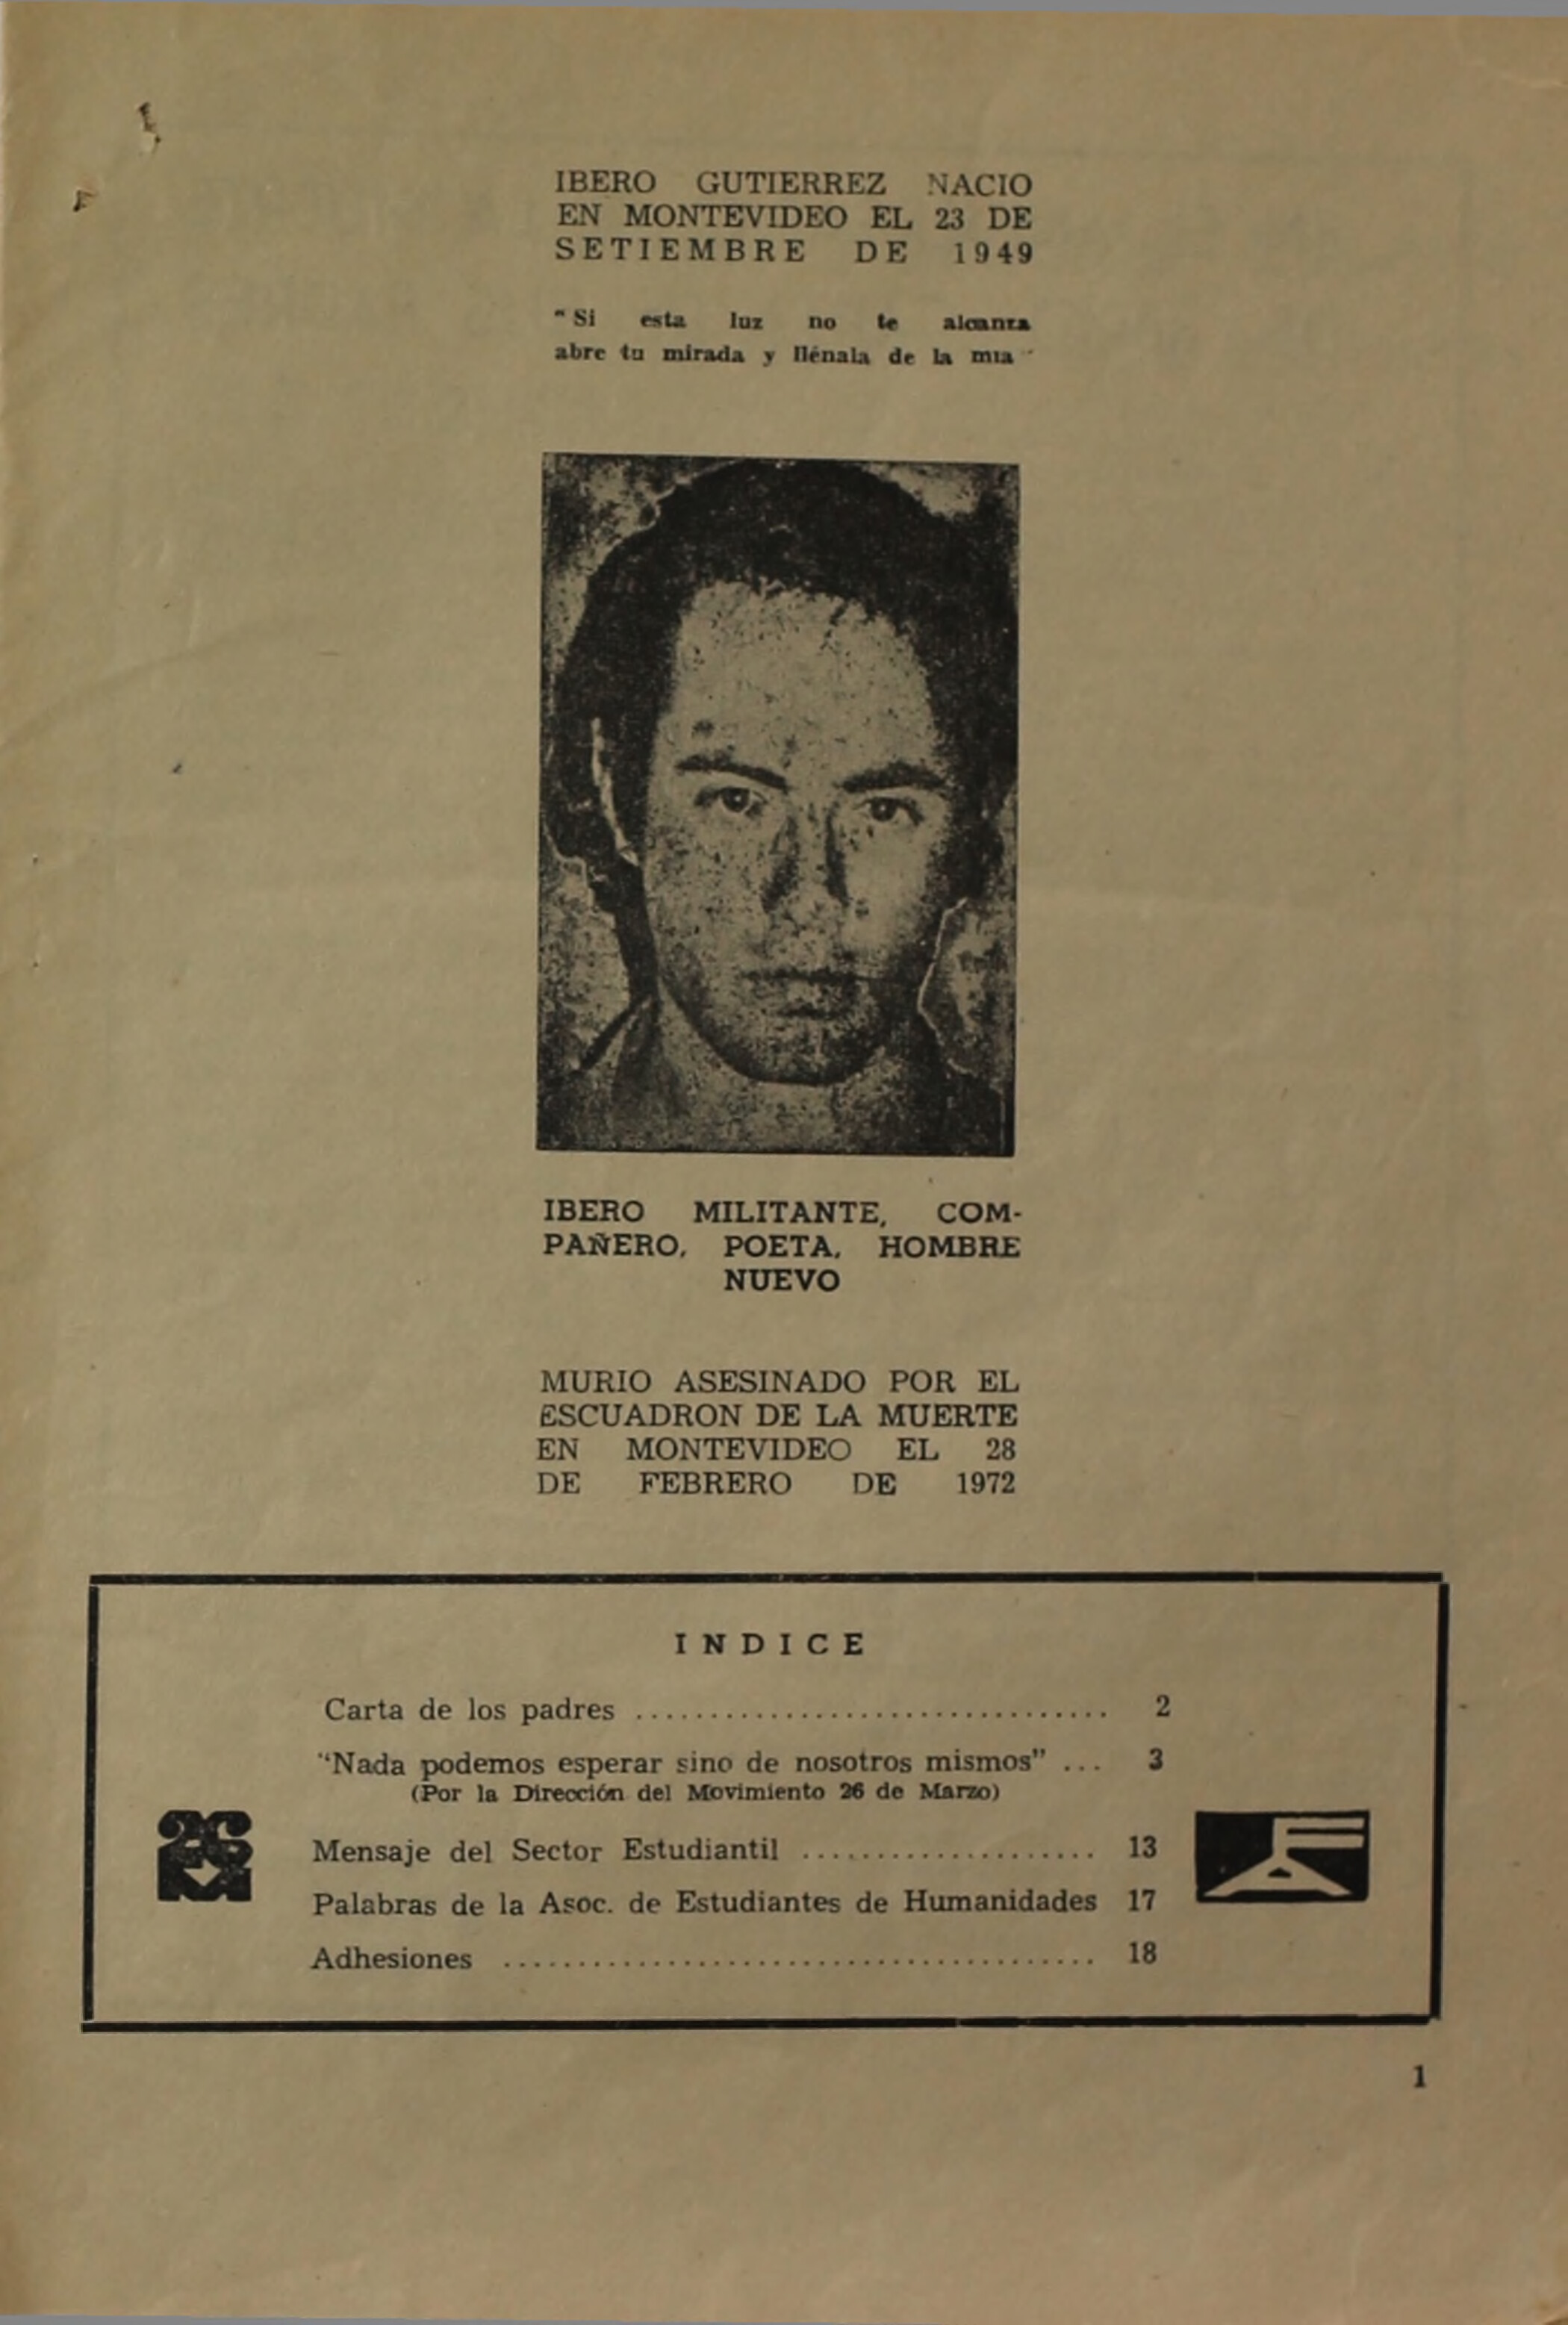 IBERO GUTIERREZ NACIO
EN MONTEVIDEO EL 23 DE
SETIEMBRE DE 1949
"Si esta luz no te alcanza
abre tu mirada y llénala de la mia"
IBERO MILITANTE, COM-
PAÑERO, POETA, HOMBRE
NUEVO
MURIO ASESINADO POR EL
ESCUADRON DE LA MUERTE
EN MONTEVIDEO EL 28
DE FEBRERO DE 1972
INDICE
Carta de los padres ................................ 2
"Nada podemos esperar sino de nosotros mismos" ... 3
(Por la Dirección del Movimiento 26 de Marzo)
26
M
Mensaje del Sector Estudiantil .................... 13
Palabras de la Asoc. de Estudiantes de Humanidades 17
Adhesiones ........................................ 18
1